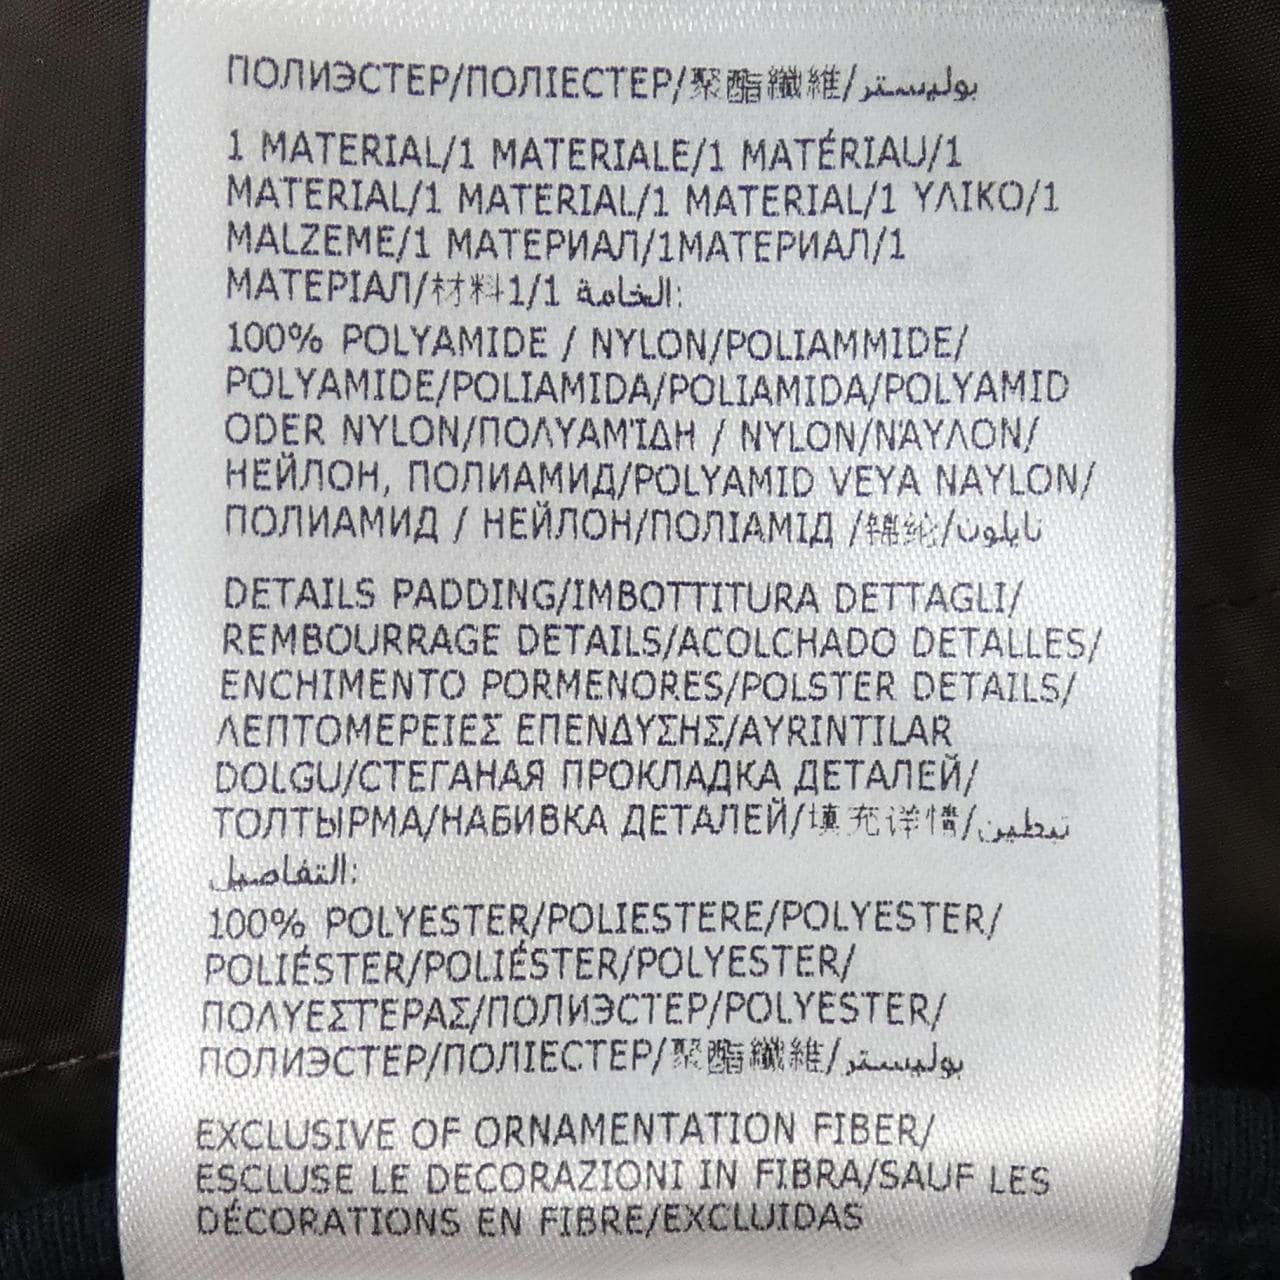 ПОЛИЭСТЕР/ПОЛІЕСТЕР/聚酯纖維/بوليستر
1 MATERIAL/1 MATERIALE/1 MATÉRIAU/1
MATERIAL/1 MATERIAL/1 MATERIAL/1 ΥΛΙΚΟ/1
MALZEME/1 МАТЕРИАЛ/1МАТЕРИАЛ/1
МАТЕРІАЛ/材料1/1 الخامة:
100% POLYAMIDE / NYLON/POLIAMMIDE/
POLYAMIDE/POLIAMIDA/POLIAMIDA/POLYAMID
ODER NYLON/ΠΟΛΥΑΜΊΔΗ / NYLON/ΝΆΥΛΟΝ/
НЕЙЛОН, ПОЛИАМИД/POLYAMID VEYA NAYLON/
ПОЛИАМИД / НЕЙЛОН/ПОЛІАМІД /錦纶/نايلون
DETAILS PADDING/IMBOTTITURA DETTAGLI/
REMBOURRAGE DETAILS/ACOLCHADO DETALLES/
ENCHIMENTO PORMENORES/POLSTER DETAILS/
ΛΕΠΤΟΜΕΡΕΙΕΣ ΕΠΕΝΔΥΣΗΣ/AYRINTILAR
DOLGU/СТЕГАНАЯ ПРОКЛАДКА ДЕТАЛЕЙ/
ТОЛТЫРМА/НАБИВКА ДЕТАЛЕЙ/填充详情/تبطين
التفاصيل:
100% POLYESTER/POLIESTERE/POLYESTER/
POLIÉSTER/POLIÉSTER/POLYESTER/
ΠΟΛΥΕΣΤΕΡΑΣ/ПОЛИЭСТЕР/POLYESTER/
ПОЛИЭСТЕР/ПОЛІЕСТЕР/聚酯纖維/بوليستر
EXCLUSIVE OF ORNAMENTATION FIBER/
ESCLUSE LE DECORAZIONI IN FIBRA/SAUF LES
DÉCORATIONS EN FIBRE/EXCLUIDAS